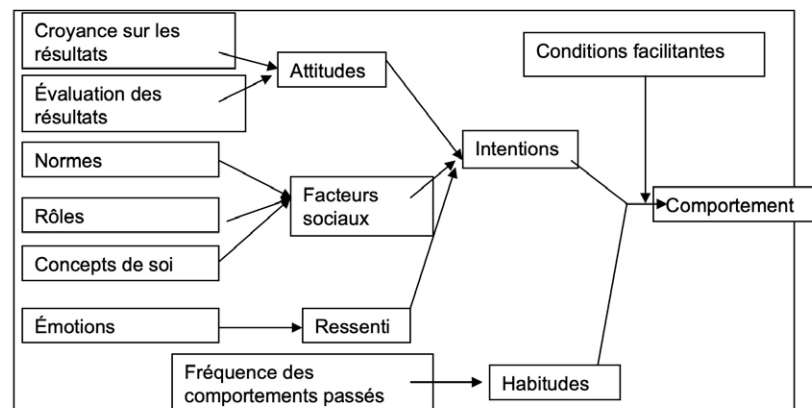 Croyance sur les
résultats
Attitudes
Conditions facilitantes
Évaluation des
résultats
Intentions
Normes
Facteurs
sociaux
Comportement
Rôles
Concepts de soi
Émotions
Ressenti
Fréquence des
comportements passés
Habitudes